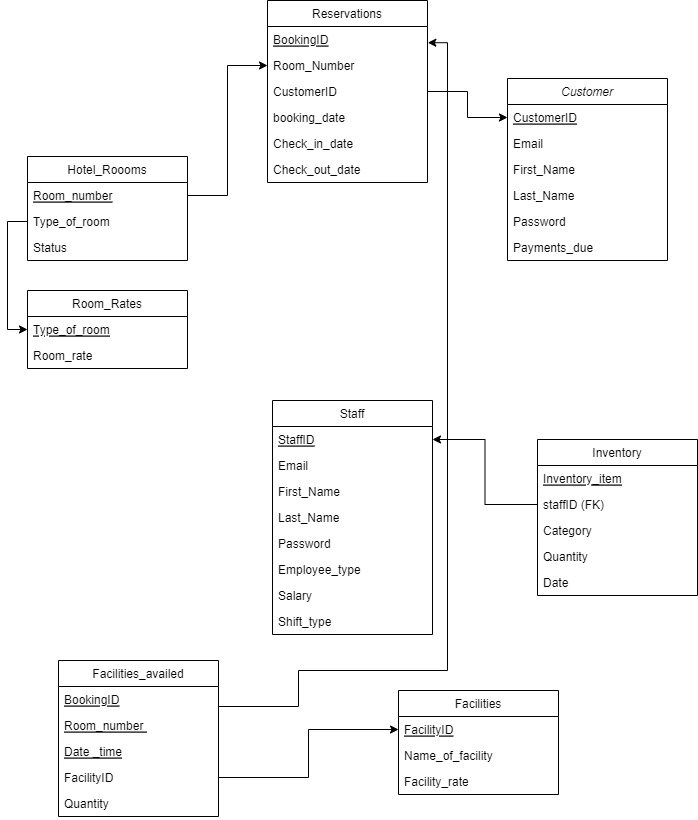 Reservations
BookingID
Room_Number
CustomerID
booking_date
Check_in_date
Check_out_date
Customer
CustomerID
Email
First_Name
Last_Name
Password
Payments_due
Hotel_Roooms
Room_number
Type_of_room
Status
Room_Rates
Type_of_room
Room_rate
Staff
StaffID
Email
First_Name
Last_Name
Password
Employee_type
Salary
Shift_type
Inventory
Inventory_item
staffID (FK)
Category
Quantity
Date
Facilities_availed
BookingID
Room_number
Date _time
FacilityID
Quantity
Facilities
FacilityID
Name_of_facility
Facility_rate